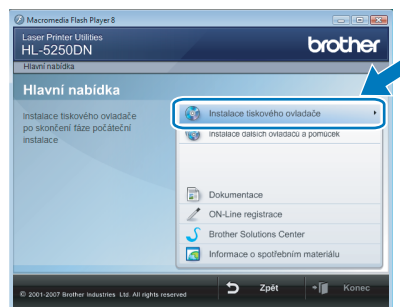 Macromedia Flash Player 8
Laser Printer Utilities
HL-5250DN
brother
Hlavní nabídka
Hlavní nabídka
Instalace tiskového ovladače
po skončení fáze počáteční
instalace
Instalace tiskového ovladače
Instalace dalších ovladačů a pomůcek
Dokumentace
ON-Line registrace
Brother Solutions Center
Informace o spotřebním materiálu
© 2001-2007 Brother Industries Ltd. All rights reserved
Zpět
Konec